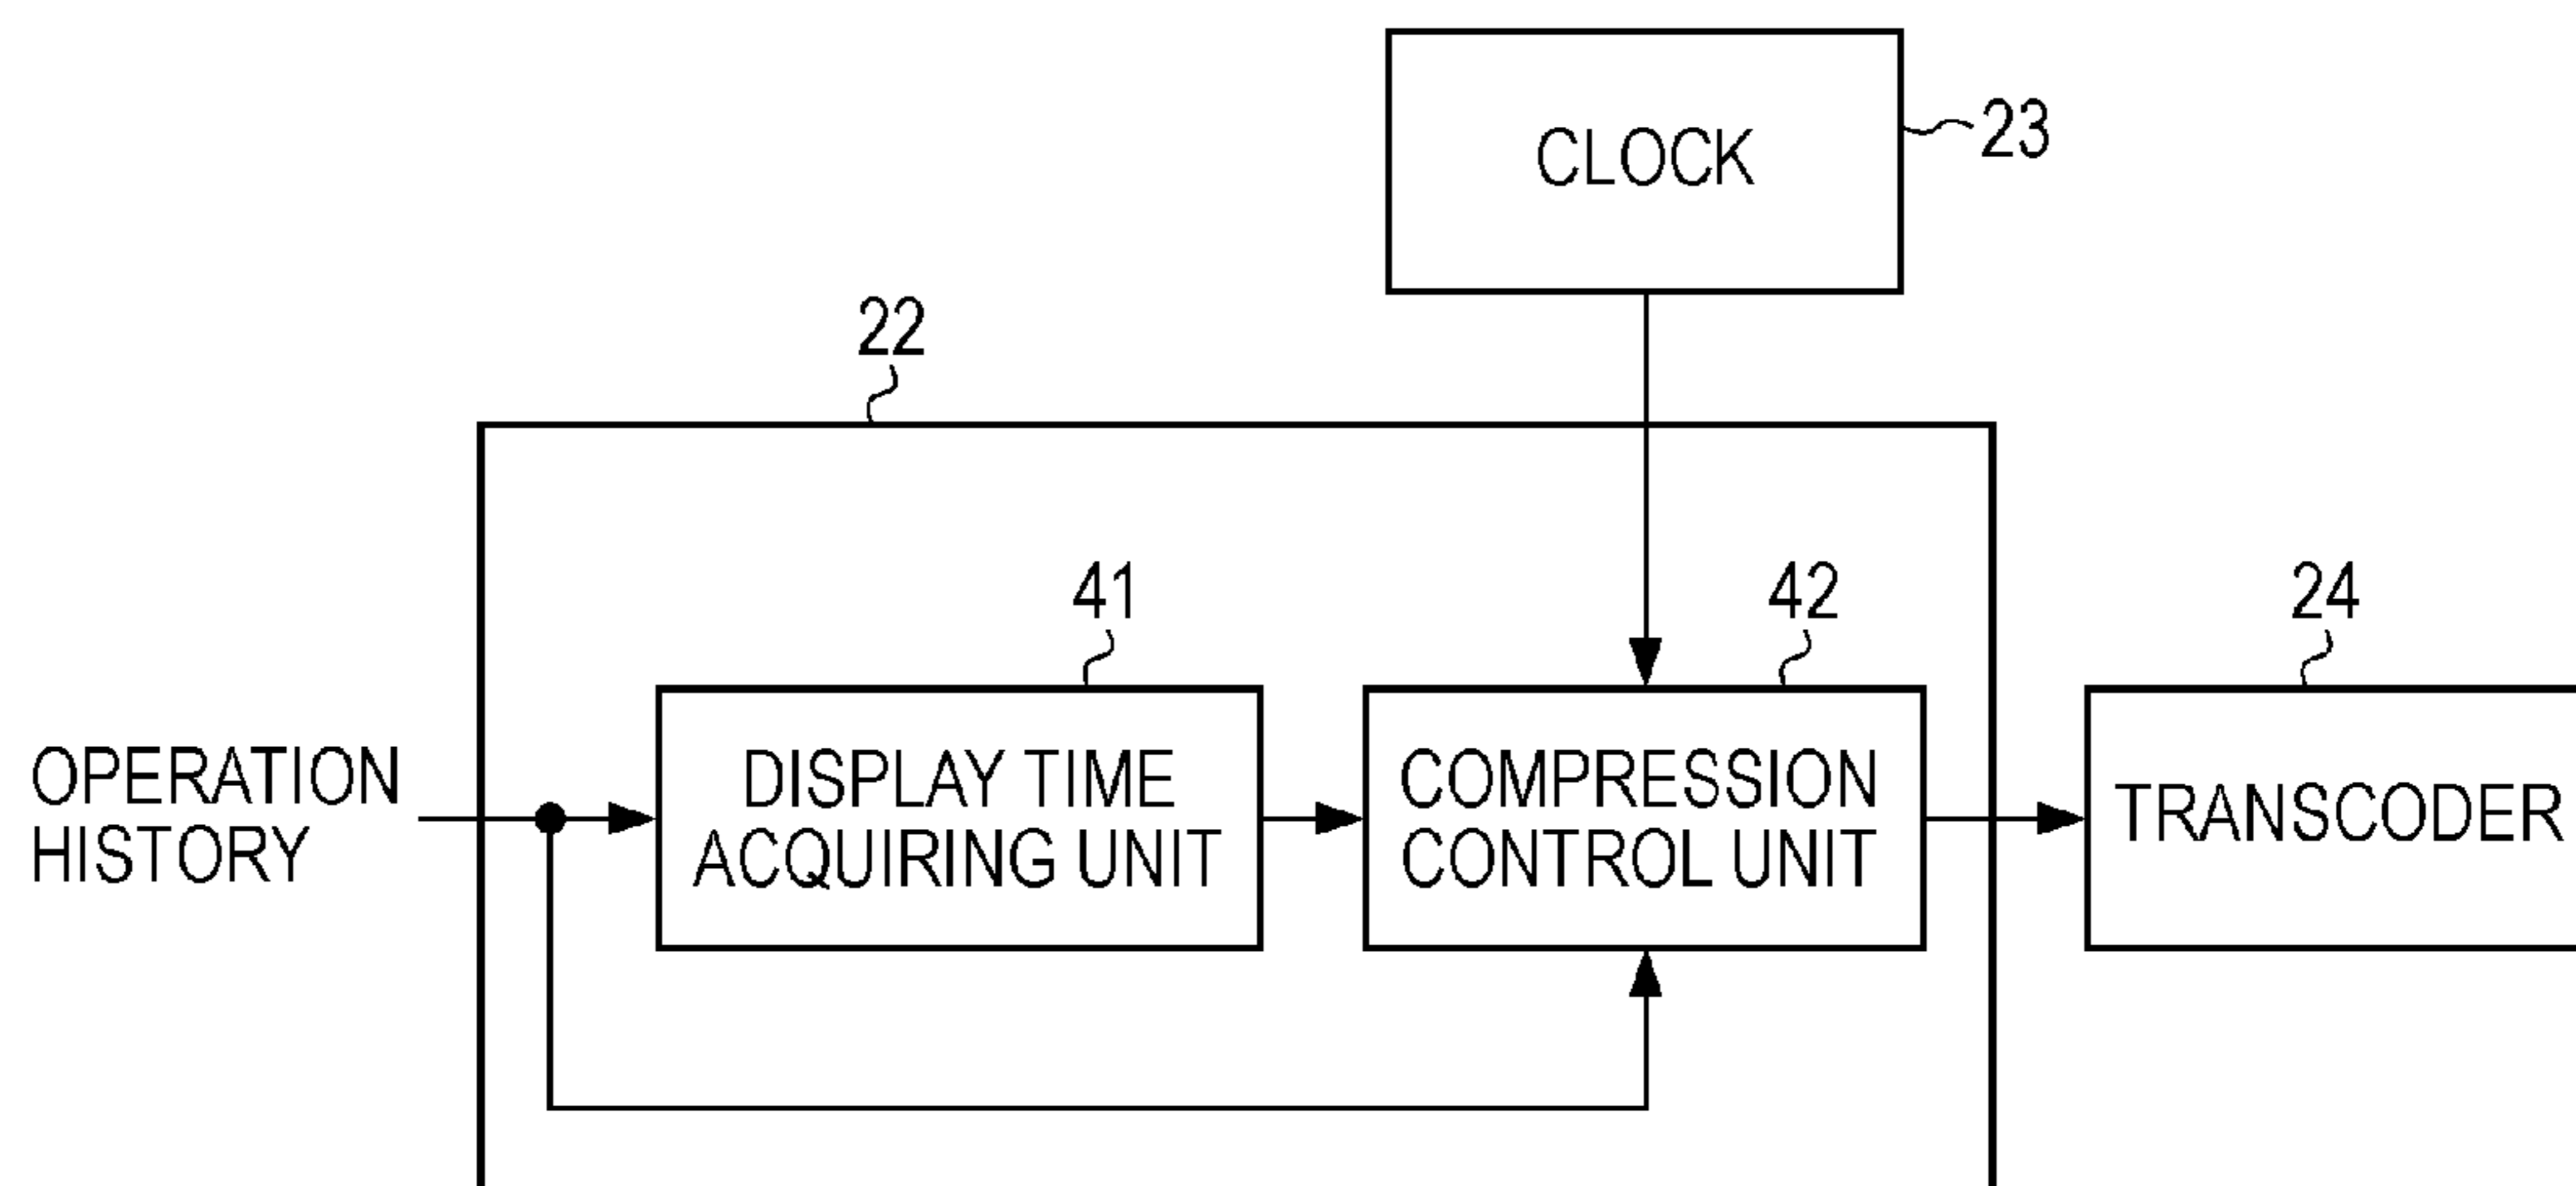 CLOCK
23
22
41
42
24
OPERATION
HISTORY
DISPLAY TIME
ACQUIRING UNIT
COMPRESSION
CONTROL UNIT
TRANSCODER